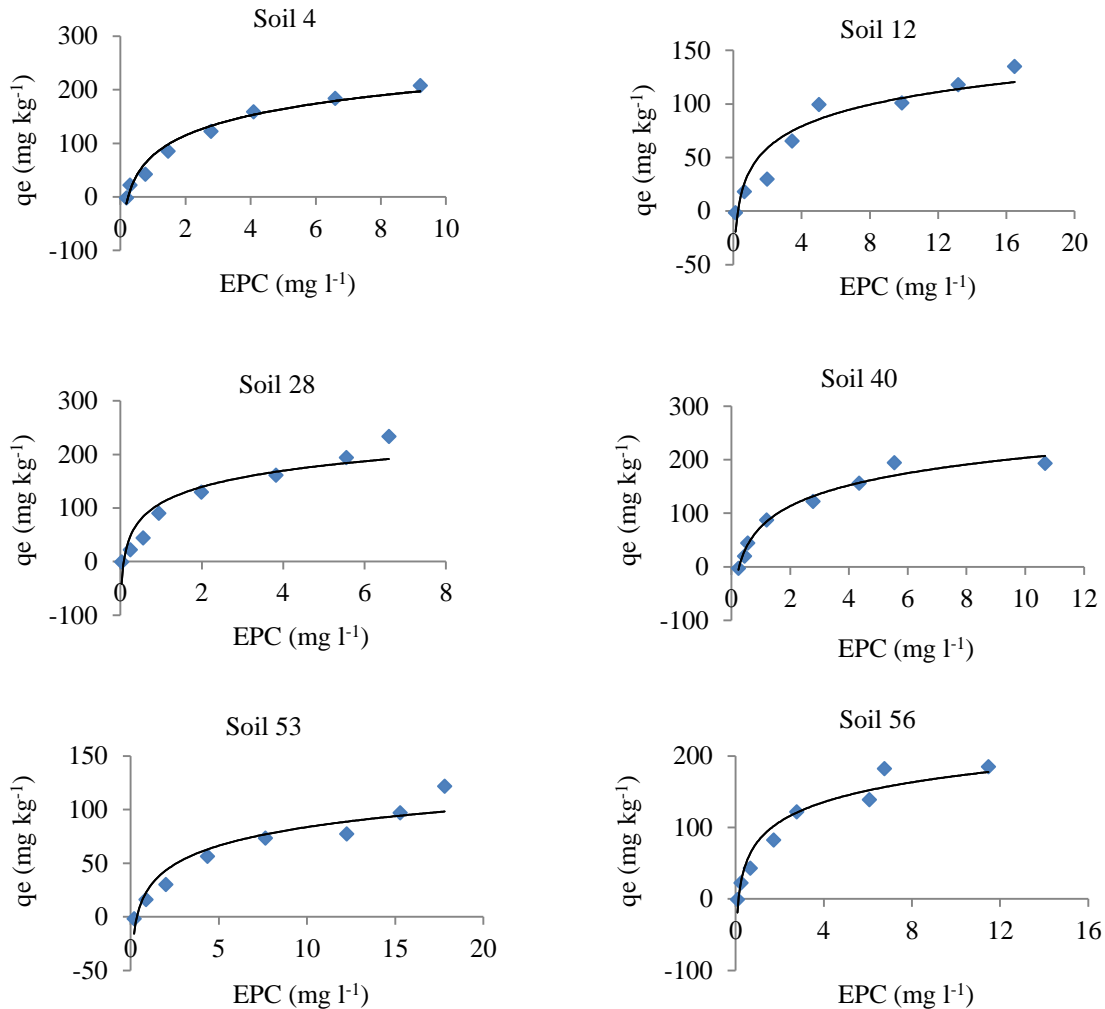 Soil 4
300
200
100
0
-100
0 2 4 6 8 10
qe (mg kg⁻¹)
EPC (mg l⁻¹)
Soil 12
150
100
50
0
-50
0 4 8 12 16 20
qe (mg kg⁻¹)
EPC (mg l⁻¹)
Soil 28
300
200
100
0
-100
0 2 4 6 8
qe (mg kg⁻¹)
EPC (mg l⁻¹)
Soil 40
300
200
100
0
-100
0 2 4 6 8 10 12
qe (mg kg⁻¹)
EPC (mg l⁻¹)
Soil 53
150
100
50
0
-50
0 5 10 15 20
qe (mg kg⁻¹)
EPC (mg l⁻¹)
Soil 56
200
100
0
-100
0 4 8 12 16
qe (mg kg⁻¹)
EPC (mg l⁻¹)